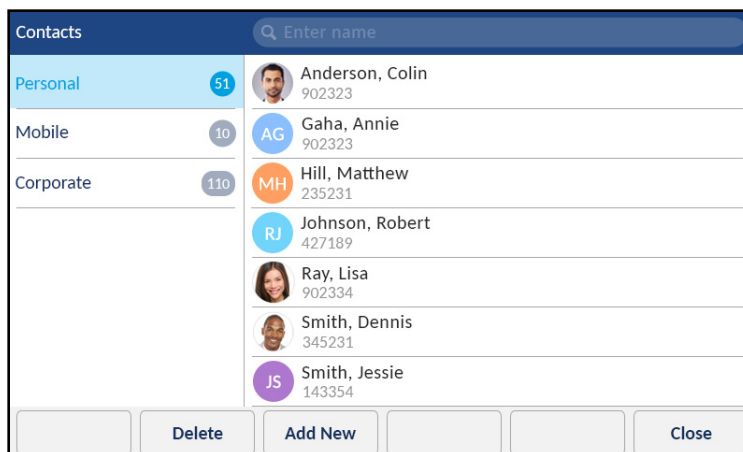 Contacts
Enter name
Personal 51
Mobile 10
Corporate 110
Anderson, Colin
902323
AG
Gaha, Annie
902323
MH
Hill, Matthew
235231
RJ
Johnson, Robert
427189
Ray, Lisa
902334
Smith, Dennis
345231
JS
Smith, Jessie
143354
Delete Add New Close